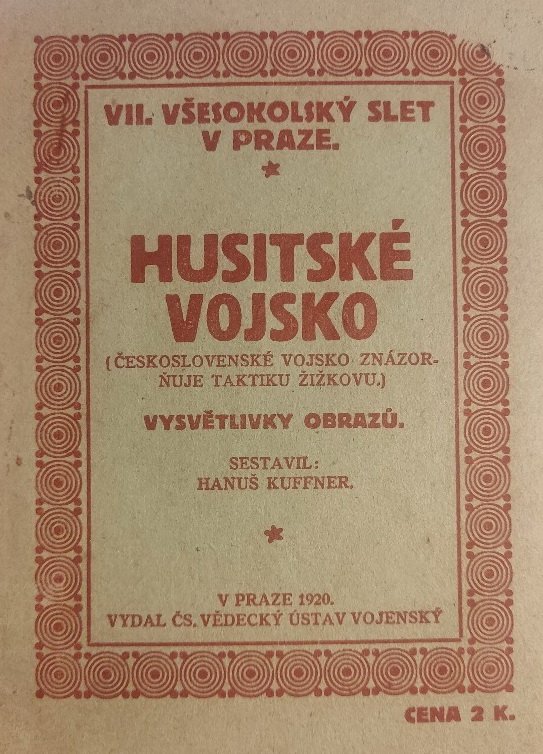 VII. VŠESOKOLSKÝ SLET
V PRAZE.
HUSITSKÉ
VOJSKO
(ČESKOSLOVENSKÉ VOJSKO ZNÁZOR-
ŇUJE TAKTIKU ŽIŽKOVU.)
VYSVĚTLIVKY OBRAZŮ.
SESTAVIL:
HANUŠ KUFFNER.
V PRAZE 1920.
VYDAL ČS. VĚDECKÝ ÚSTAV VOJENSKÝ
CENA 2 K.